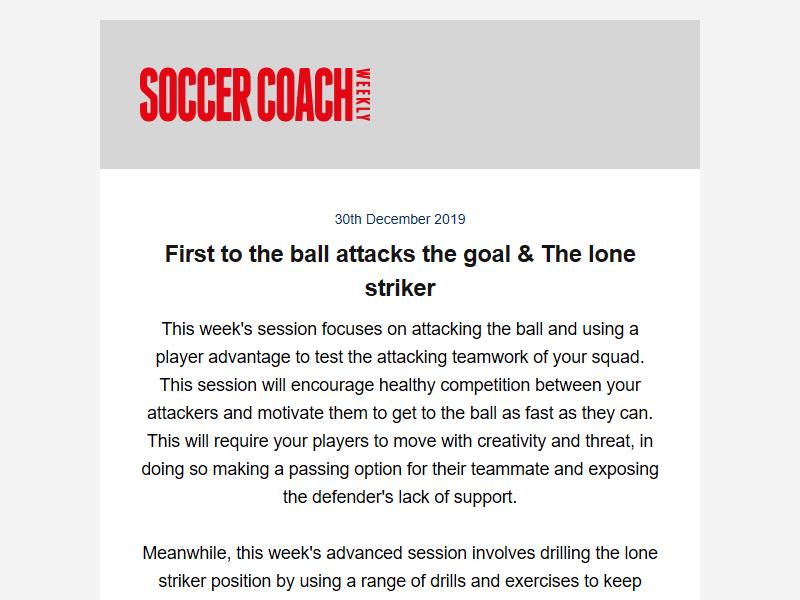 SOCCER COACH WEEKLY
30th December 2019
First to the ball attacks the goal & The lone
striker
This week's session focuses on attacking the ball and using a
player advantage to test the attacking teamwork of your squad.
This session will encourage healthy competition between your
attackers and motivate them to get to the ball as fast as they can.
This will require your players to move with creativity and threat, in
doing so making a passing option for their teammate and exposing
the defender's lack of support.
Meanwhile, this week's advanced session involves drilling the lone
striker position by using a range of drills and exercises to keep